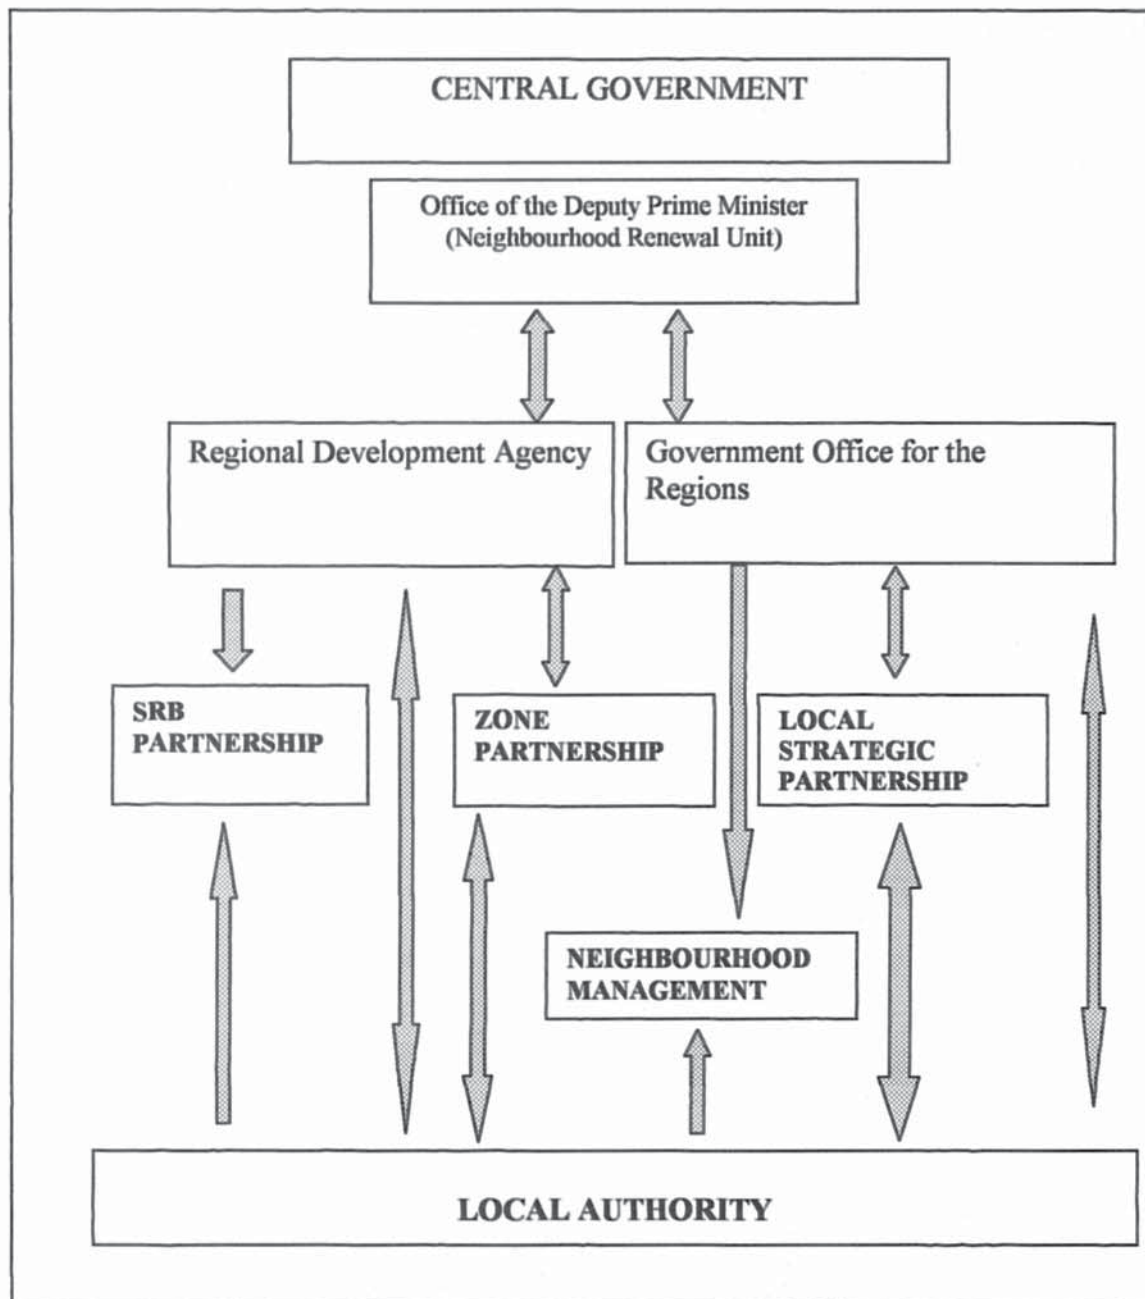 CENTRAL GOVERNMENT
Office of the Deputy Prime Minister
(Neighbourhood Renewal Unit)
Regional Development Agency
Government Office for the
Regions
SRB
PARTNERSHIP
ZONE
PARTNERSHIP
LOCAL
STRATEGIC
PARTNERSHIP
NEIGHBOURHOOD
MANAGEMENT
LOCAL AUTHORITY